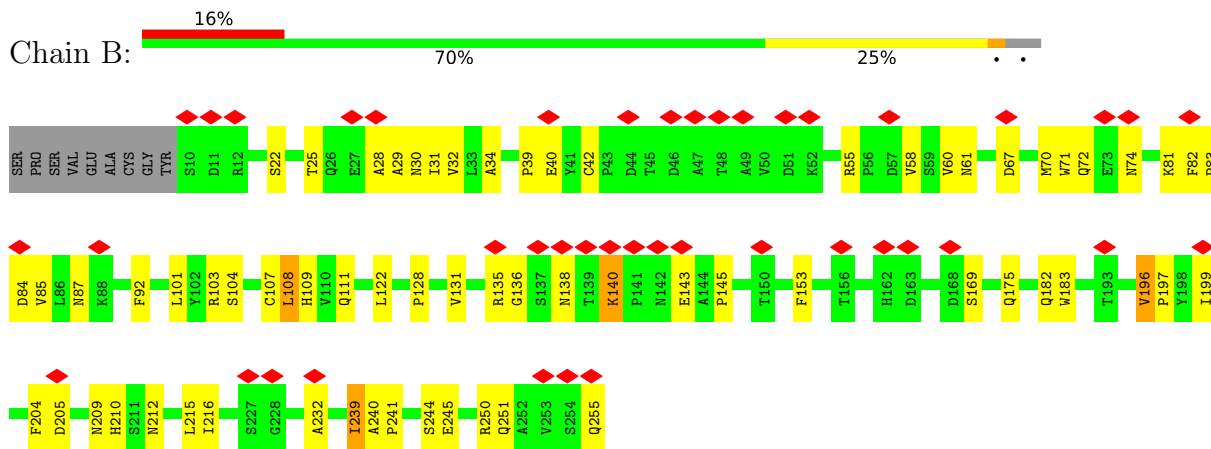 16%
Chain B:
70% 25% • •
SER PRO SER VAL GLU ALA CYS GLY TYR S10 D11 R12 S22 T25 Q26 E27 A28 A29 N30 I31 V32 L33 A34 P39 E40 Y41 C42 P43 D44 T45 D46 A47 T48 A49 V50 D51 K52 R55 P56 D57 V58 S59 V60 N61 D67 M70 W71 Q72 E73 N74 K81 F82
D84 V85 L86 N87 K88 F92 L101 Y102 R103 S104 C107 L108 H109 V110 Q111 L122 P128 V131 R135 G136 S137 N138 T139 K140 P141 N142 E143 A144 P145 T150 F153 T156 H162 D163 D168 S169 Q175 Q182 W183 T193 V196 P197 Y198 I199
F204 D205 N209 H210 S211 N212 L215 I216 S227 G228 A232 I239 A240 P241 S244 E245 R250 Q251 A252 V253 S254 Q255